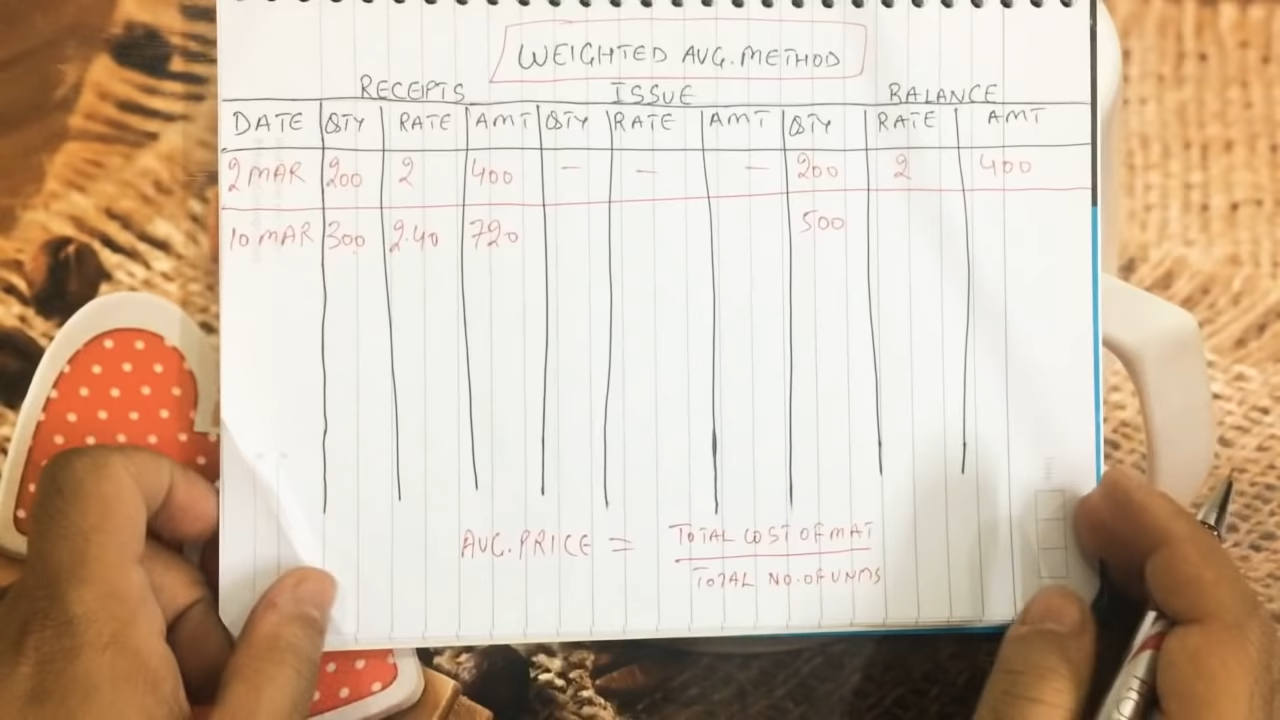 WEIGHTED AVG. METHOD
RECEIPTS ISSUE BALANCE
DATE QTY RATE AMT QTY RATE AMT QTY RATE AMT
2 MAR 200 2 400 - - - 200 2 400
10 MAR 300 2.40 720 500
AVG. PRICE = TOTAL COST OF MAT
TOTAL NO. OF UNITS